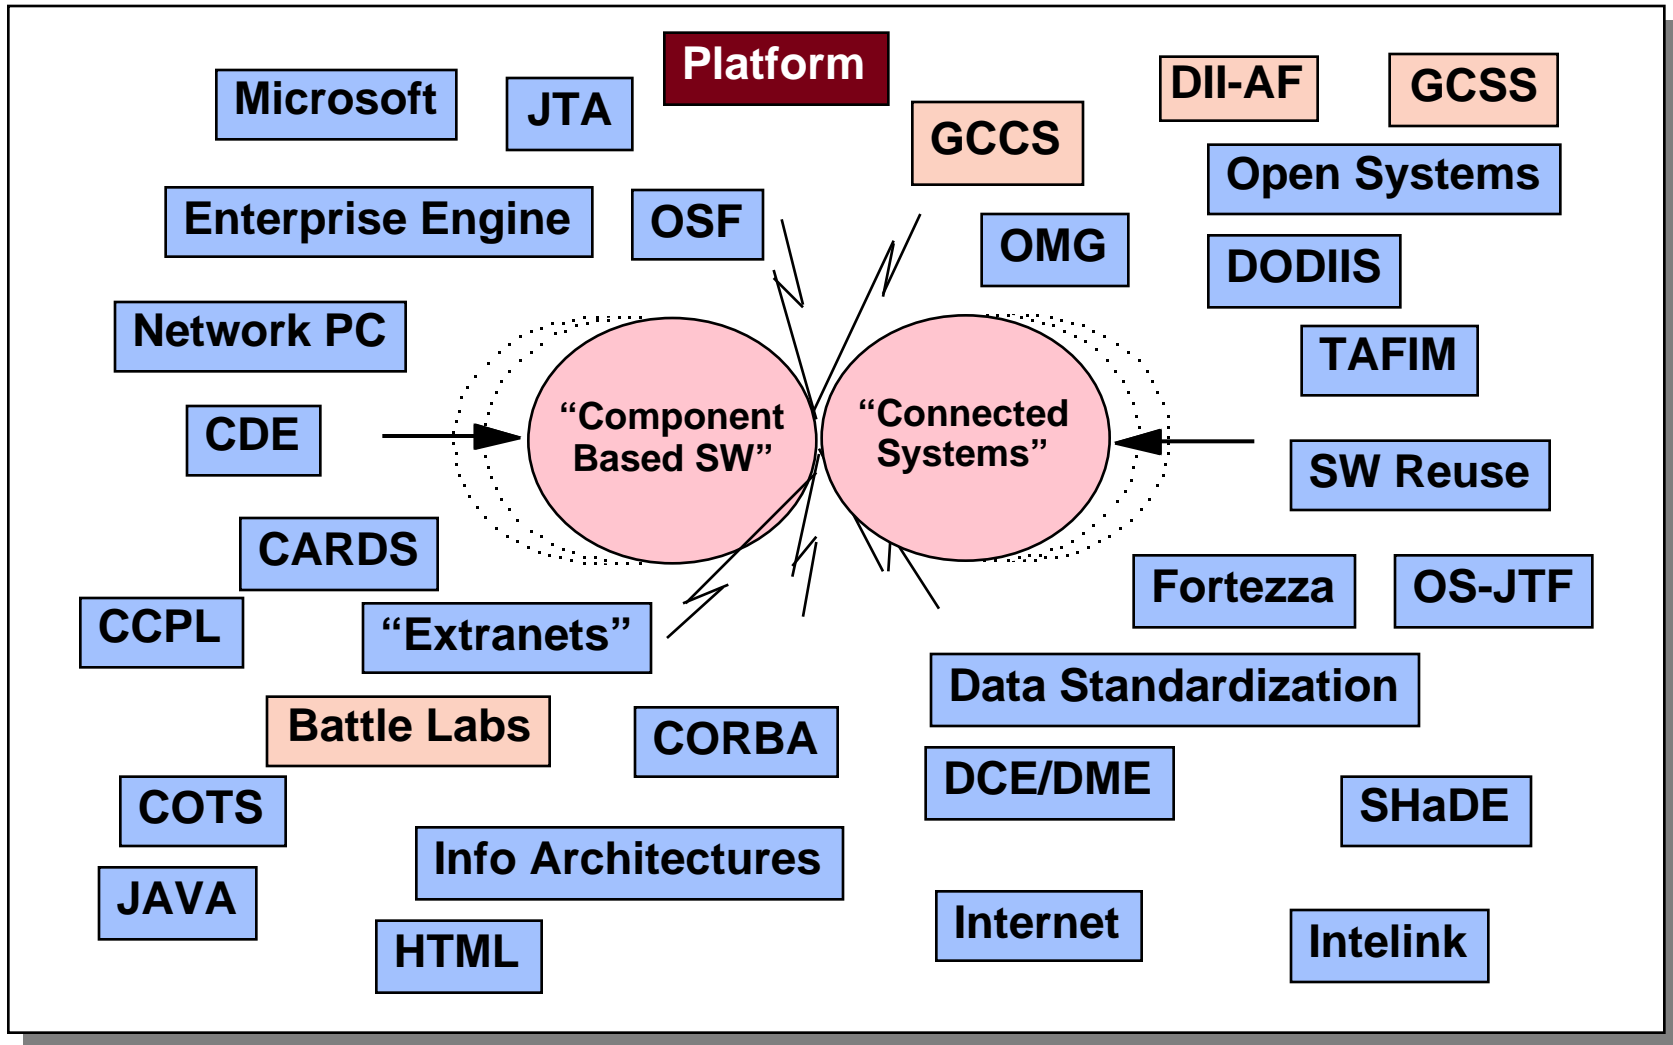 Platform
Microsoft
JTA
DII-AF
GCSS
GCCS
Open Systems
Enterprise Engine
OSF
OMG
DODIIS
Network PC
TAFIM
CDE
“Component
Based SW”
“Connected
Systems”
SW Reuse
CARDS
Fortezza
OS-JTF
CCPL
“Extranets”
Data Standardization
Battle Labs
CORBA
DCE/DME
COTS
SHaDE
Info Architectures
JAVA
Internet
Intelink
HTML